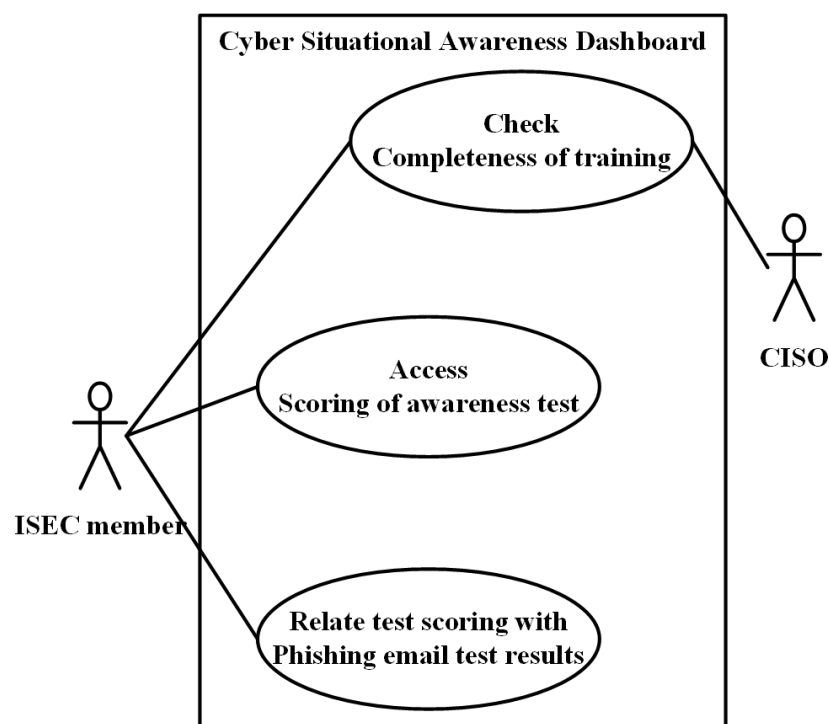 Cyber Situational Awareness Dashboard
Check
Completeness of training
CISO
Access
Scoring of awareness test
ISEC member
Relate test scoring with
Phishing email test results